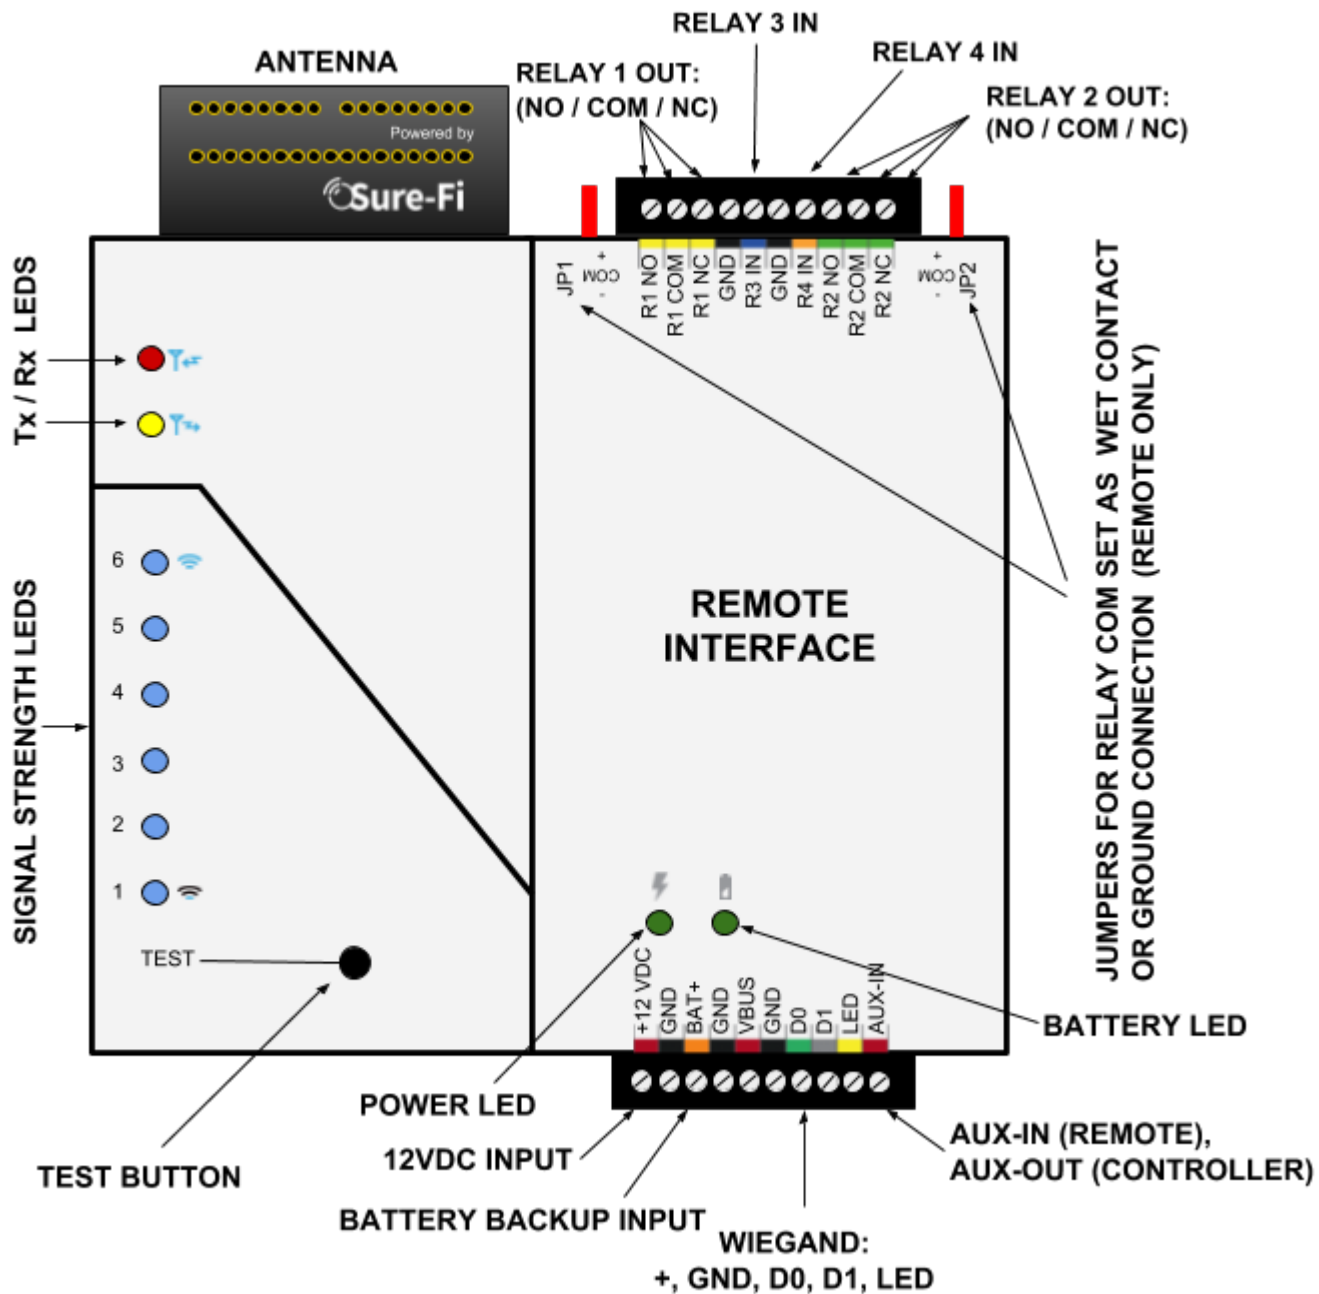 RELAY 3 IN
RELAY 4 IN
ANTENNA
RELAY 1 OUT:
(NO / COM / NC)
RELAY 2 OUT:
(NO / COM / NC)
Powered by
Sure-Fi
JP1
+
COM
-
R1 NO
R1 COM
R1 NC
GND
R3 IN
GND
R4 IN
R2 NO
R2 COM
R2 NC
+
COM
-
JP2
Tx / Rx LEDS
SIGNAL STRENGTH LEDS
6
5
4
3
2
1
TEST
REMOTE
INTERFACE
JUMPERS FOR RELAY COM SET AS WET CONTACT
OR GROUND CONNECTION (REMOTE ONLY)
+12 VDC
GND
BAT+
GND
VBUS
GND
D0
D1
LED
AUX-IN
BATTERY LED
POWER LED
12VDC INPUT
TEST BUTTON
BATTERY BACKUP INPUT
AUX-IN (REMOTE),
AUX-OUT (CONTROLLER)
WIEGAND:
+, GND, D0, D1, LED